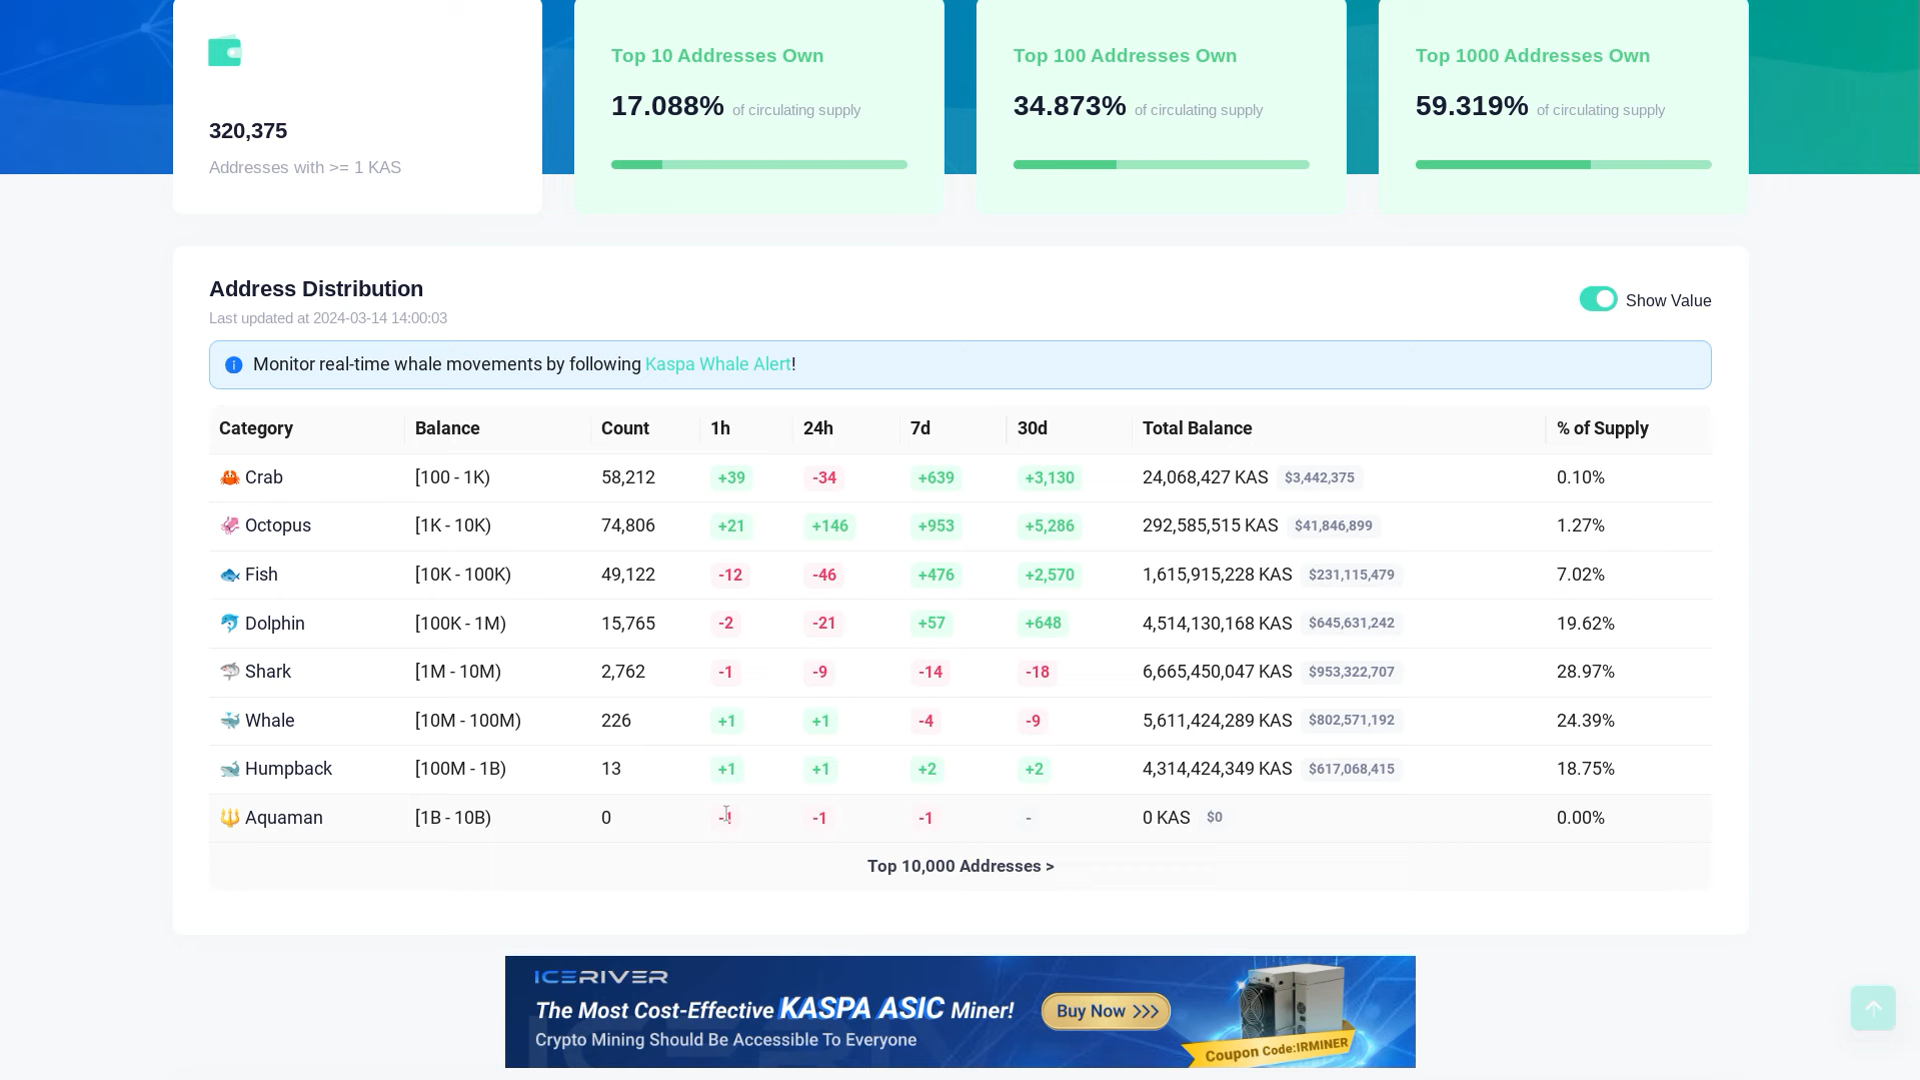 320,375
Addresses with >= 1 KAS
Top 10 Addresses Own
17.088% of circulating supply
Top 100 Addresses Own
34.873% of circulating supply
Top 1000 Addresses Own
59.319% of circulating supply
Address Distribution
Last updated at 2024-03-14 14:00:03
Show Value
Monitor real-time whale movements by following Kaspa Whale Alert!
Category Balance Count 1h 24h 7d 30d Total Balance % of Supply
Crab [100 - 1K) 58,212 +39 -34 +639 +3,130 24,068,427 KAS $3,442,375 0.10%
Octopus [1K - 10K) 74,806 +21 +146 +953 +5,286 292,585,515 KAS $41,846,899 1.27%
Fish [10K - 100K) 49,122 -12 -46 +476 +2,570 1,615,915,228 KAS $231,115,479 7.02%
Dolphin [100K - 1M) 15,765 -2 -21 +57 +648 4,514,130,168 KAS $645,631,242 19.62%
Shark [1M - 10M) 2,762 -1 -9 -14 -18 6,665,450,047 KAS $953,322,707 28.97%
Whale [10M - 100M) 226 +1 +1 -4 -9 5,611,424,289 KAS $802,571,192 24.39%
Humpback [100M - 1B) 13 +1 +1 +2 +2 4,314,424,349 KAS $617,068,415 18.75%
Aquaman [1B - 10B) 0 -1 -1 -1 - 0 KAS $0 0.00%
Top 10,000 Addresses >
ICERIVER
The Most Cost-Effective KASPA ASIC Miner!
Crypto Mining Should Be Accessible To Everyone
Buy Now >>>
Coupon Code:IRMINER